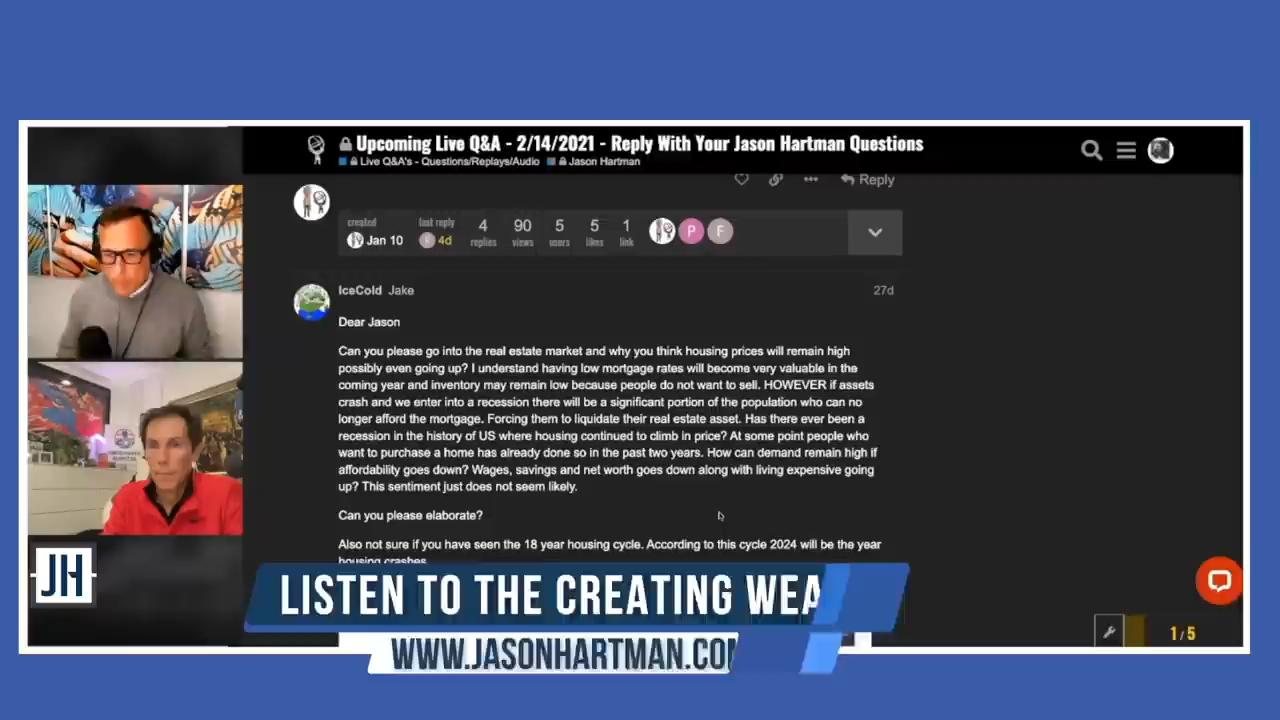 Upcoming Live Q&A - 2/14/2021 - Reply With Your Jason Hartman Questions
Live Q&A's - Questions/Replays/Audio Jason Hartman
Reply
created last reply 4 90 5 5 1
Jan 10 4d replies views users likes link P F
IceCold Jake 27d
Dear Jason
Can you please go into the real estate market and why you think housing prices will remain high
possibly even going up? I understand having low mortgage rates will become very valuable in the
coming year and inventory may remain low because people do not want to sell. HOWEVER if assets
crash and we enter into a recession there will be a significant portion of the population who can no
longer afford the mortgage. Forcing them to liquidate their real estate asset. Has there ever been a
recession in the history of US where housing continued to climb in price? At some point people who
want to purchase a home has already done so in the past two years. How can demand remain high if
affordability goes down? Wages, savings and net worth goes down along with living expensive going
up? This sentiment just does not seem likely.
Can you please elaborate?
Also not sure if you have seen the 18 year housing cycle. According to this cycle 2024 will be the year
housing crashes.
JH
LISTEN TO THE CREATING WEA
WWW.JASONHARTMAN.COM
1/5